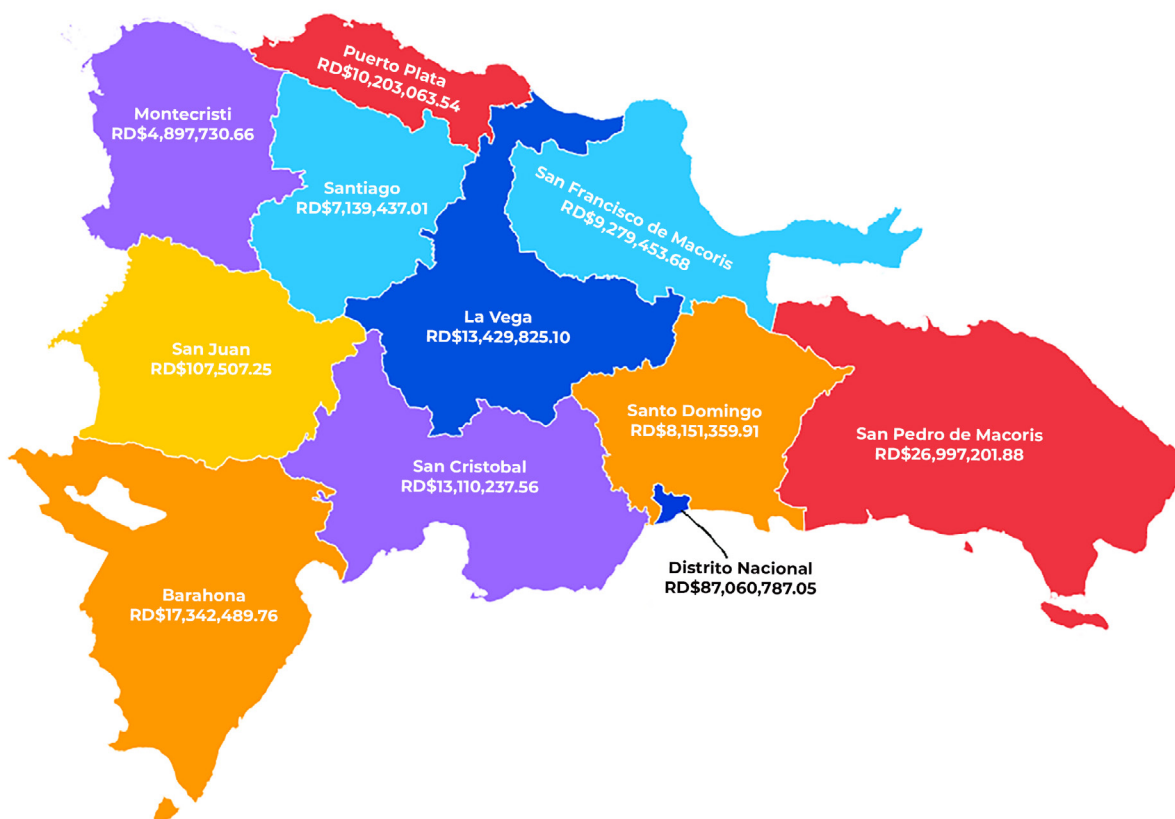 Puerto Plata
RD$10,203,063.54
Montecristi
RD$4,897,730.66
Santiago
RD$7,139,437.01
San Francisco de Macoris
RD$9,279,453.68
La Vega
RD$13,429,825.10
San Juan
RD$107,507.25
Santo Domingo
RD$8,151,359.91
San Pedro de Macoris
RD$26,997,201.88
San Cristobal
RD$13,110,237.56
Distrito Nacional
RD$87,060,787.05
Barahona
RD$17,342,489.76